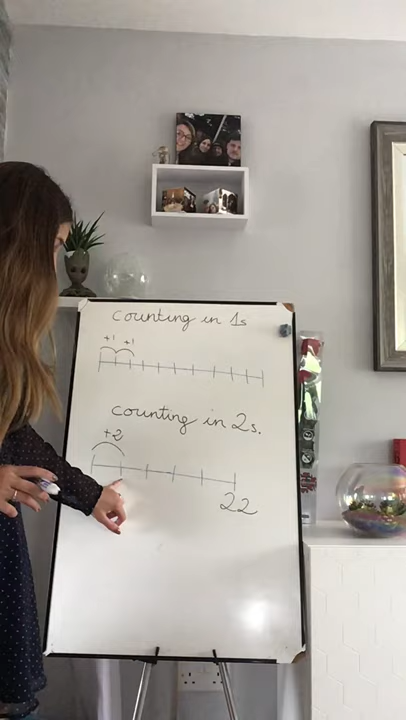 counting in 1s
+1 +1
counting in 2s.
+2
22